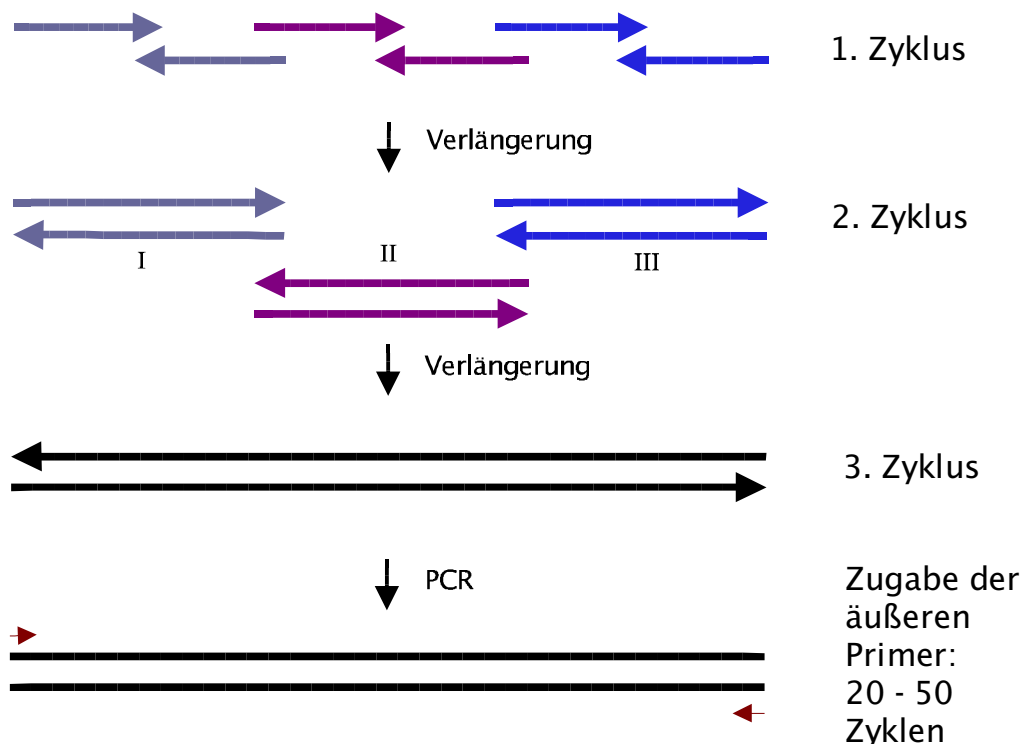 1. Zyklus
Verlängerung
2. Zyklus
I
II
III
Verlängerung
3. Zyklus
PCR
Zugabe der
äußeren
Primer:
20 - 50
Zyklen